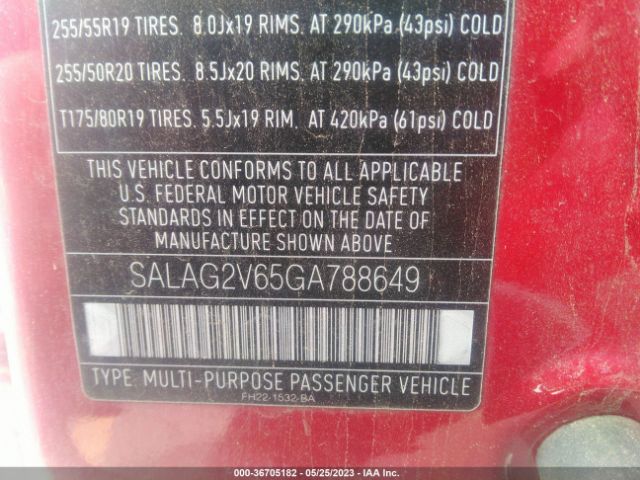 255/55R19 TIRES. 8.0Jx19 RIMS. AT 290kPa (43psi) COLD
255/50R20 TIRES. 8.5Jx20 RIMS. AT 290kPa (43psi) COLD
T175/80R19 TIRES. 5.5Jx19 RIM. AT 420kPa (61psi) COLD
THIS VEHICLE CONFORMS TO ALL APPLICABLE
U.S. FEDERAL MOTOR VEHICLE SAFETY
STANDARDS IN EFFECT ON THE DATE OF
MANUFACTURE SHOWN ABOVE
SALAG2V65GA788649
TYPE: MULTI-PURPOSE PASSENGER VEHICLE
FH22-1532-BA
000-36705182 - 05/25/2023 - IAA Inc.